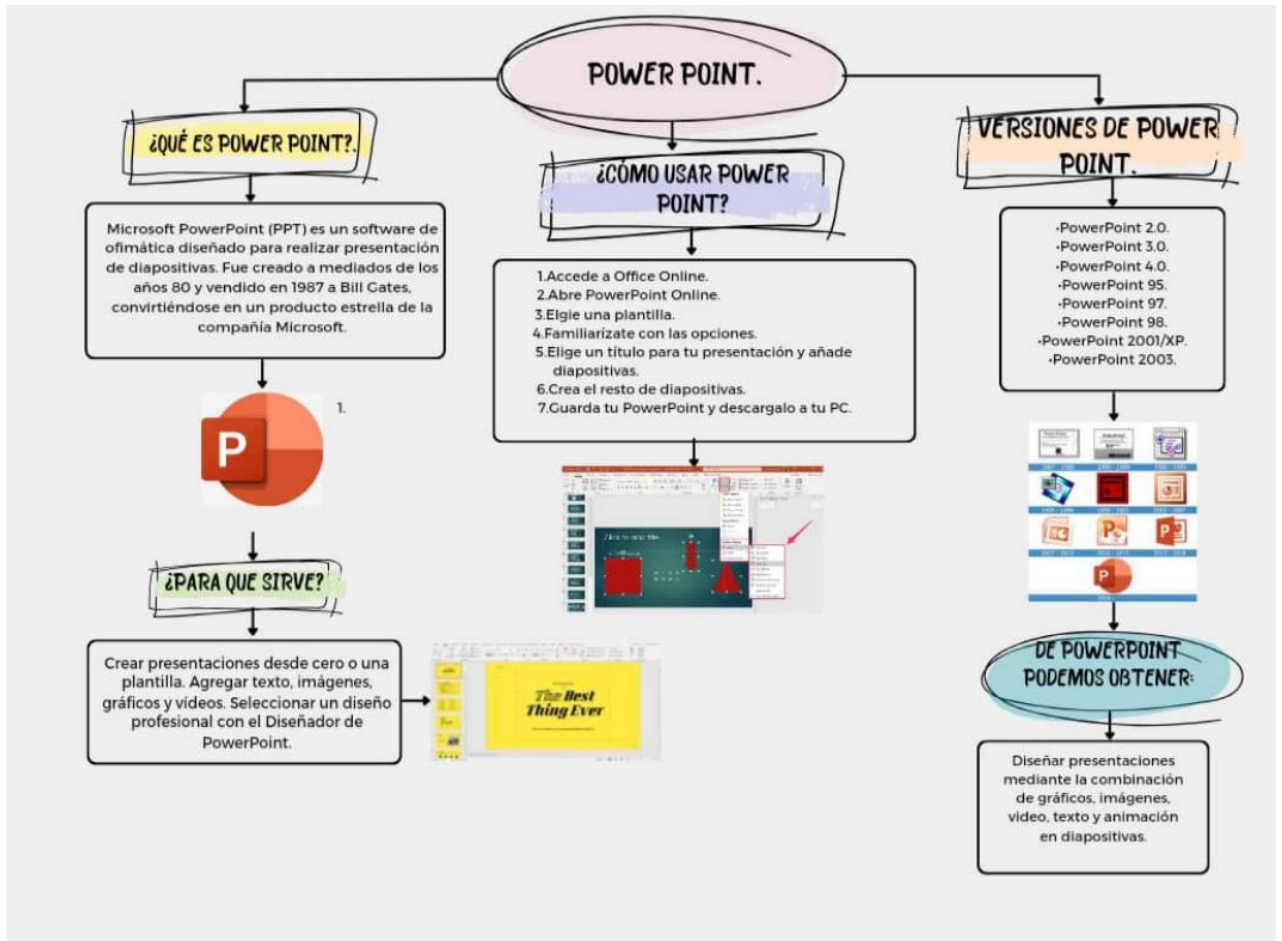 POWER POINT.
¿QUÉ ES POWER POINT?.
Microsoft PowerPoint (PPT) es un software de
ofimática diseñado para realizar presentación
de diapositivas. Fue creado a mediados de los
años 80 y vendido en 1987 a Bill Gates,
convirtiéndose en un producto estrella de la
compañía Microsoft.
P
1.
¿PARA QUE SIRVE?
Crear presentaciones desde cero o una
plantilla. Agregar texto, imágenes,
gráficos y vídeos. Seleccionar un diseño
profesional con el Diseñador de
PowerPoint.
The Best
Thing Ever
¿CÓMO USAR POWER
POINT?
1.Accede a Office Online.
2.Abre PowerPoint Online.
3.Elgie una plantilla.
4.Familiarízate con las opciones.
5.Elige un título para tu presentación y añade
diapositivas.
6.Crea el resto de diapositivas.
7.Guarda tu PowerPoint y descargalo a tu PC.
VERSIONES DE POWER
POINT.
•PowerPoint 2.0.
•PowerPoint 3.0.
•PowerPoint 4.0.
•PowerPoint 95.
•PowerPoint 97.
•PowerPoint 98.
•PowerPoint 2001/XP.
•PowerPoint 2003.
P
P
P
DE POWERPOINT
PODEMOS OBTENER:
Diseñar presentaciones
mediante la combinación
de gráficos, imágenes,
video, texto y animación
en diapositivas.